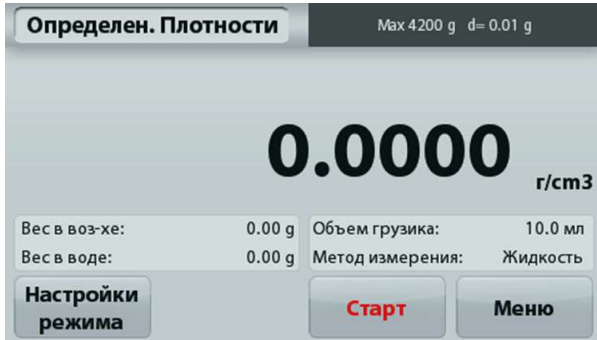 Определен. Плотности
Max 4200 g d= 0.01 g
0.0000
г/cm3
Вес в воз-хе: 0.00 g
Объем грузика: 10.0 мл
Вес в воде: 0.00 g
Метод измерения: Жидкость
Настройки
режима
Старт
Меню